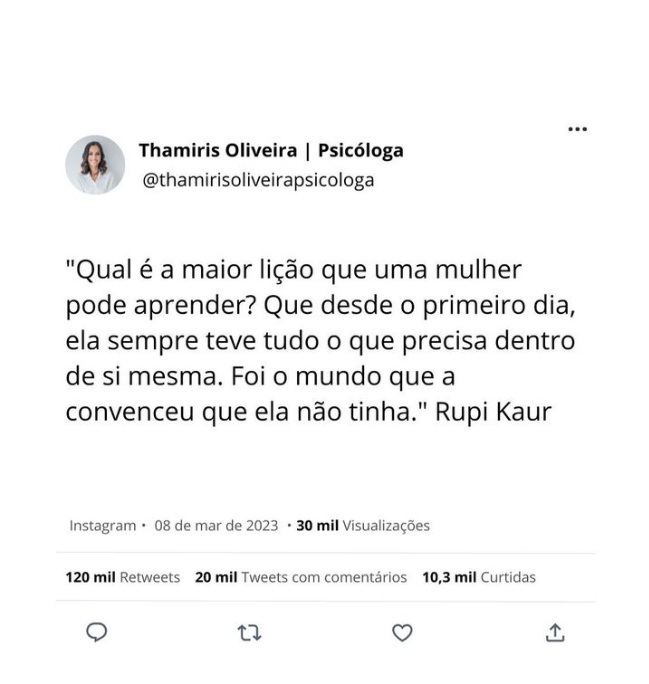 Thamiris Oliveira | Psicóloga
@thamirisoliveirapsicologa
"Qual é a maior lição que uma mulher
pode aprender? Que desde o primeiro dia,
ela sempre teve tudo o que precisa dentro
de si mesma. Foi o mundo que a
convenceu que ela não tinha." Rupi Kaur
Instagram • 08 de mar de 2023 • 30 mil Visualizações
120 mil Retweets 20 mil Tweets com comentários 10,3 mil Curtidas